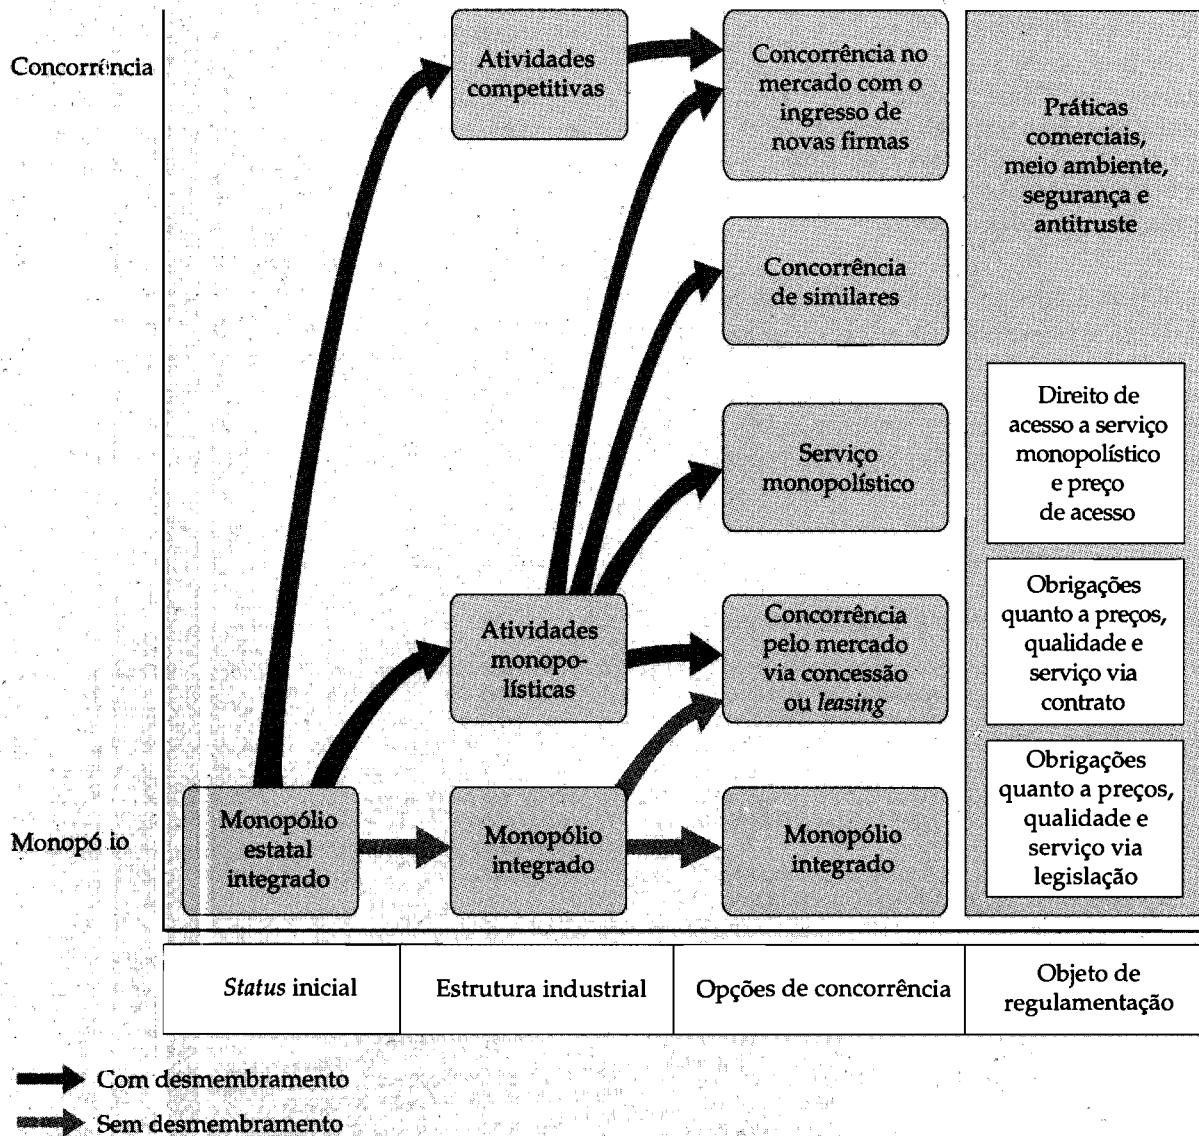 Concorrência
Atividades
competitivas
Concorrência no
mercado com o
ingresso de
novas firmas
Práticas
comerciais,
meio ambiente,
segurança e
antitruste
Concorrência
de similares
Serviço
monopolístico
Direito de
acesso a serviço
monopolístico
e preço
de acesso
Atividades
monopo-
lísticas
Concorrência
pelo mercado
via concessão
ou leasing
Obrigações
quanto a preços,
qualidade e
serviço via
contrato
Monopó io
Monopólio
estatal
integrado
Monopólio
integrado
Monopólio
integrado
Obrigações
quanto a preços,
qualidade e
serviço via
legislação
Status inicial
Estrutura industrial
Opções de concorrência
Objeto de
regulamentação
Com desmembramento
Sem desmembramento